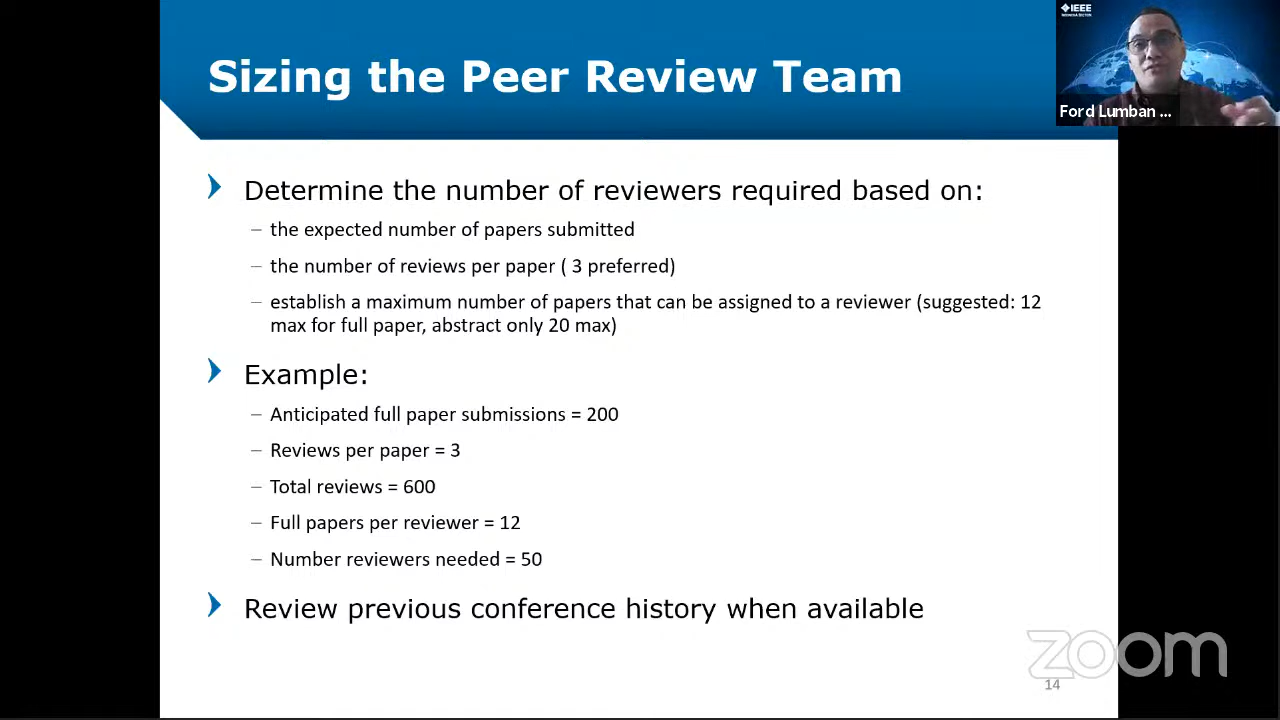 IEEE
INDONESIA SECTION
Sizing the Peer Review Team
Ford Lumban ...
Determine the number of reviewers required based on:
– the expected number of papers submitted
– the number of reviews per paper ( 3 preferred)
– establish a maximum number of papers that can be assigned to a reviewer (suggested: 12
max for full paper, abstract only 20 max)
Example:
– Anticipated full paper submissions = 200
– Reviews per paper = 3
– Total reviews = 600
– Full papers per reviewer = 12
– Number reviewers needed = 50
Review previous conference history when available
zoom
14